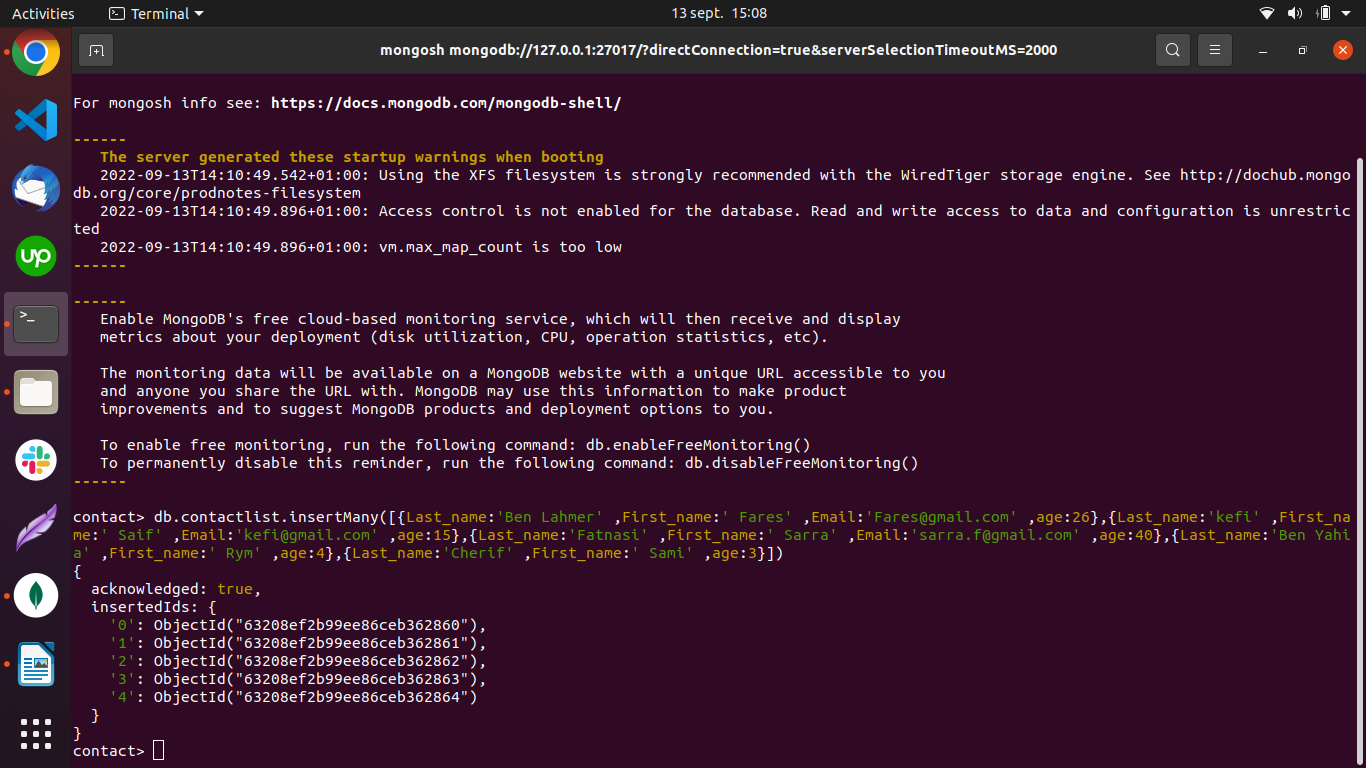 Activities Terminal 13 sept. 15:08
mongosh mongodb://127.0.0.1:27017/?directConnection=true&serverSelectionTimeoutMS=2000
For mongosh info see: https://docs.mongodb.com/mongodb-shell/
------
The server generated these startup warnings when booting
2022-09-13T14:10:49.542+01:00: Using the XFS filesystem is strongly recommended with the WiredTiger storage engine. See http://dochub.mongo
db.org/core/prodnotes-filesystem
2022-09-13T14:10:49.896+01:00: Access control is not enabled for the database. Read and write access to data and configuration is unrestric
ted
2022-09-13T14:10:49.896+01:00: vm.max_map_count is too low
------
------
Enable MongoDB's free cloud-based monitoring service, which will then receive and display
metrics about your deployment (disk utilization, CPU, operation statistics, etc).
The monitoring data will be available on a MongoDB website with a unique URL accessible to you
and anyone you share the URL with. MongoDB may use this information to make product
improvements and to suggest MongoDB products and deployment options to you.
To enable free monitoring, run the following command: db.enableFreeMonitoring()
To permanently disable this reminder, run the following command: db.disableFreeMonitoring()
------
contact> db.contactlist.insertMany([{Last_name:'Ben Lahmer' ,First_name:' Fares' ,Email:'Fares@gmail.com' ,age:26},{Last_name:'kefi' ,First_na
me:' Saif' ,Email:'kefi@gmail.com' ,age:15},{Last_name:'Fatnasi' ,First_name:' Sarra' ,Email:'sarra.f@gmail.com' ,age:40},{Last_name:'Ben Yahi
a' ,First_name:' Rym' ,age:4},{Last_name:'Cherif' ,First_name:' Sami' ,age:3}])
{
acknowledged: true,
insertedIds: {
'0': ObjectId("63208ef2b99ee86ceb362860"),
'1': ObjectId("63208ef2b99ee86ceb362861"),
'2': ObjectId("63208ef2b99ee86ceb362862"),
'3': ObjectId("63208ef2b99ee86ceb362863"),
'4': ObjectId("63208ef2b99ee86ceb362864")
}
}
contact>
up
>_